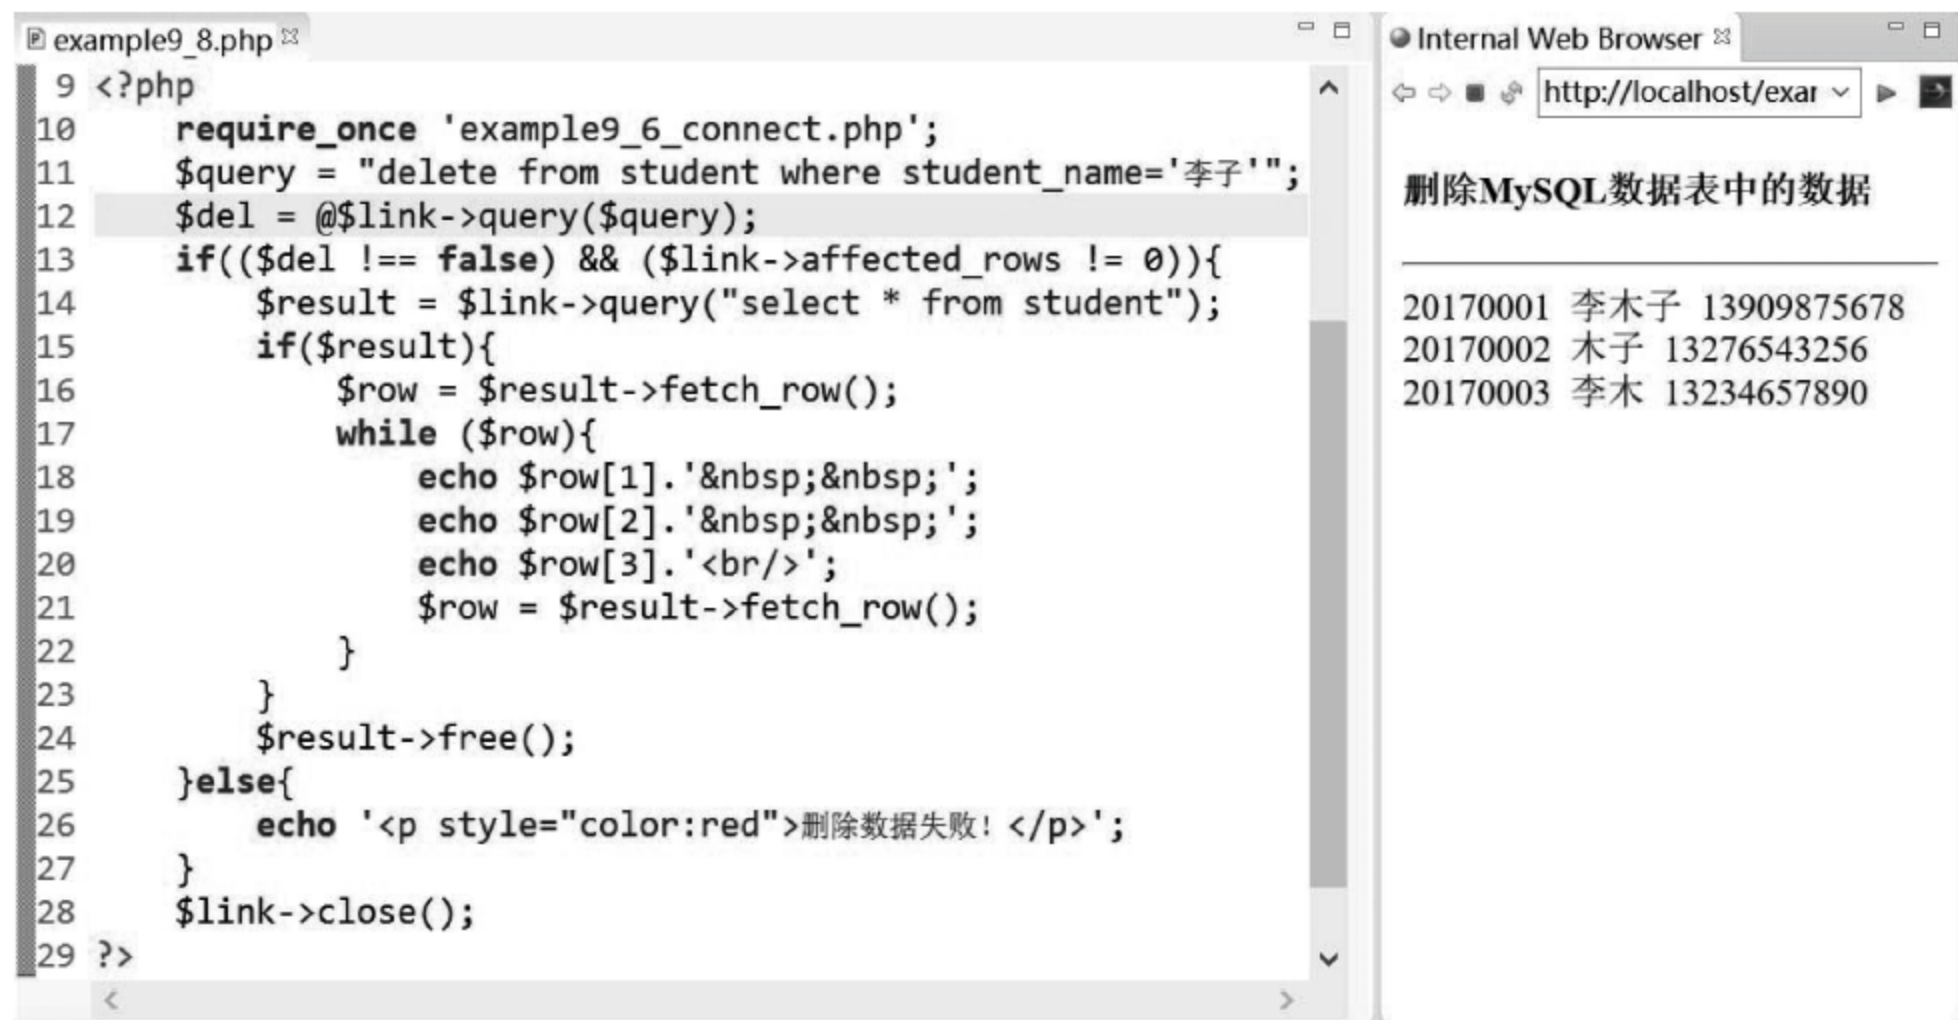 example9_8.php
9 <?php
10 require_once 'example9_6_connect.php';
11 $query = "delete from student where student_name='李子'";
12 $del = @$link->query($query);
13 if(($del !== false) && ($link->affected_rows != 0)){
14 $result = $link->query("select * from student");
15 if($result){
16 $row = $result->fetch_row();
17 while ($row){
18 echo $row[1].'&nbsp;&nbsp;';
19 echo $row[2].'&nbsp;&nbsp;';
20 echo $row[3].'<br/>';
21 $row = $result->fetch_row();
22 }
23 }
24 $result->free();
25 }else{
26 echo '<p style="color:red">删除数据失败！</p>';
27 }
28 $link->close();
29 ?>
Internal Web Browser
http://localhost/exar
删除MySQL数据表中的数据
20170001 李木子 13909875678
20170002 木子 13276543256
20170003 李木 13234657890